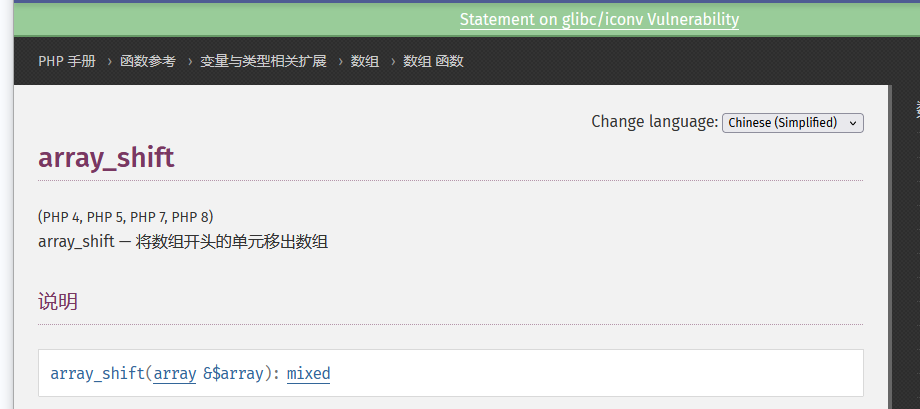 Statement on glibc/iconv Vulnerability
PHP 手册 › 函数参考 › 变量与类型相关扩展 › 数组 › 数组 函数
Change language: Chinese (Simplified)
array_shift
(PHP 4, PHP 5, PHP 7, PHP 8)
array_shift — 将数组开头的单元移出数组
说明
array_shift(array &$array): mixed